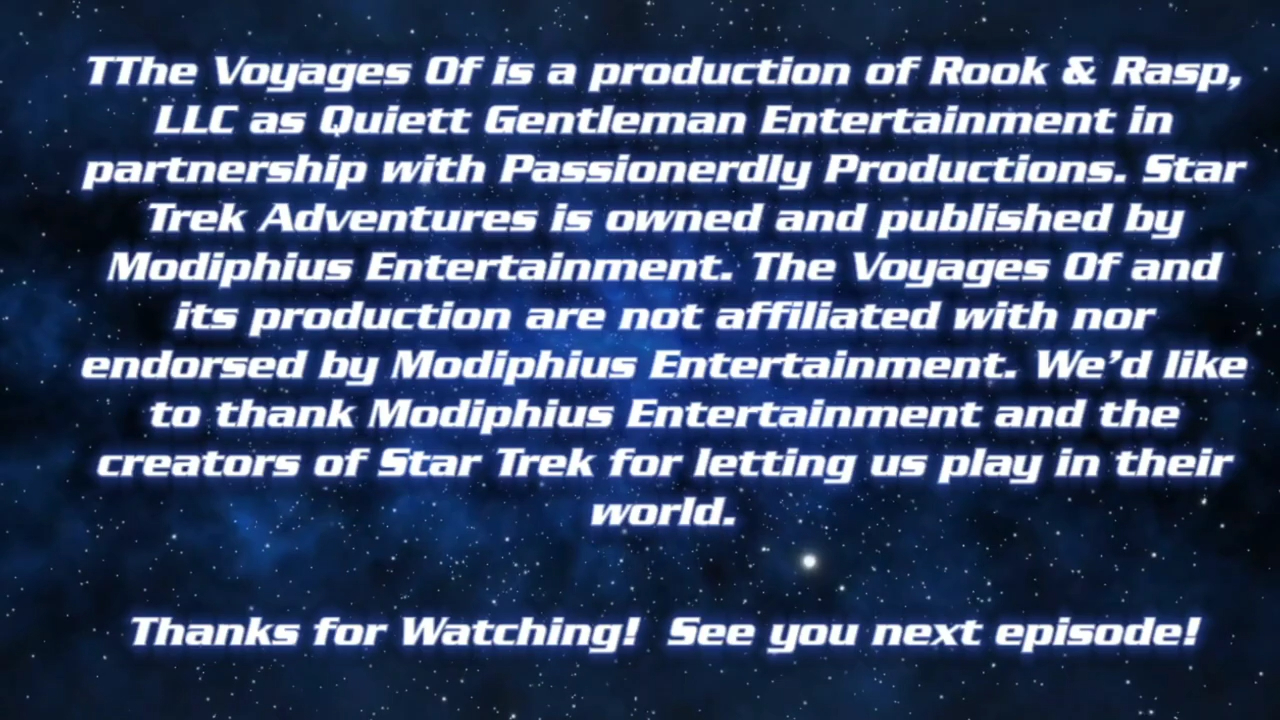 TThe Voyages Of is a production of Rook & Rasp,
LLC as Quiett Gentleman Entertainment in
partnership with Passionerdly Productions. Star
Trek Adventures is owned and published by
Modiphius Entertainment. The Voyages Of and
its production are not affiliated with nor
endorsed by Modiphius Entertainment. We’d like
to thank Modiphius Entertainment and the
creators of Star Trek for letting us play in their
world.
Thanks for Watching!  See you next episode!